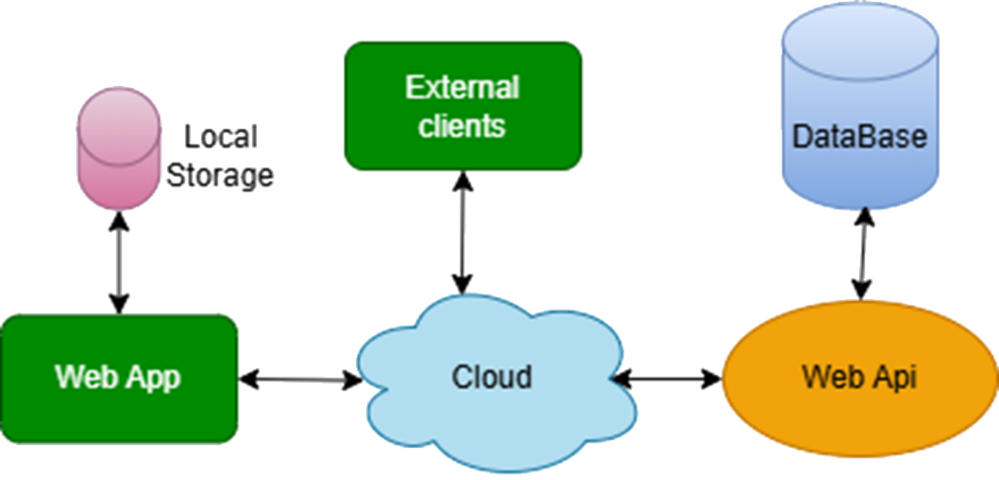 External
clients
Local
Storage
DataBase
Web App
Cloud
Web Api